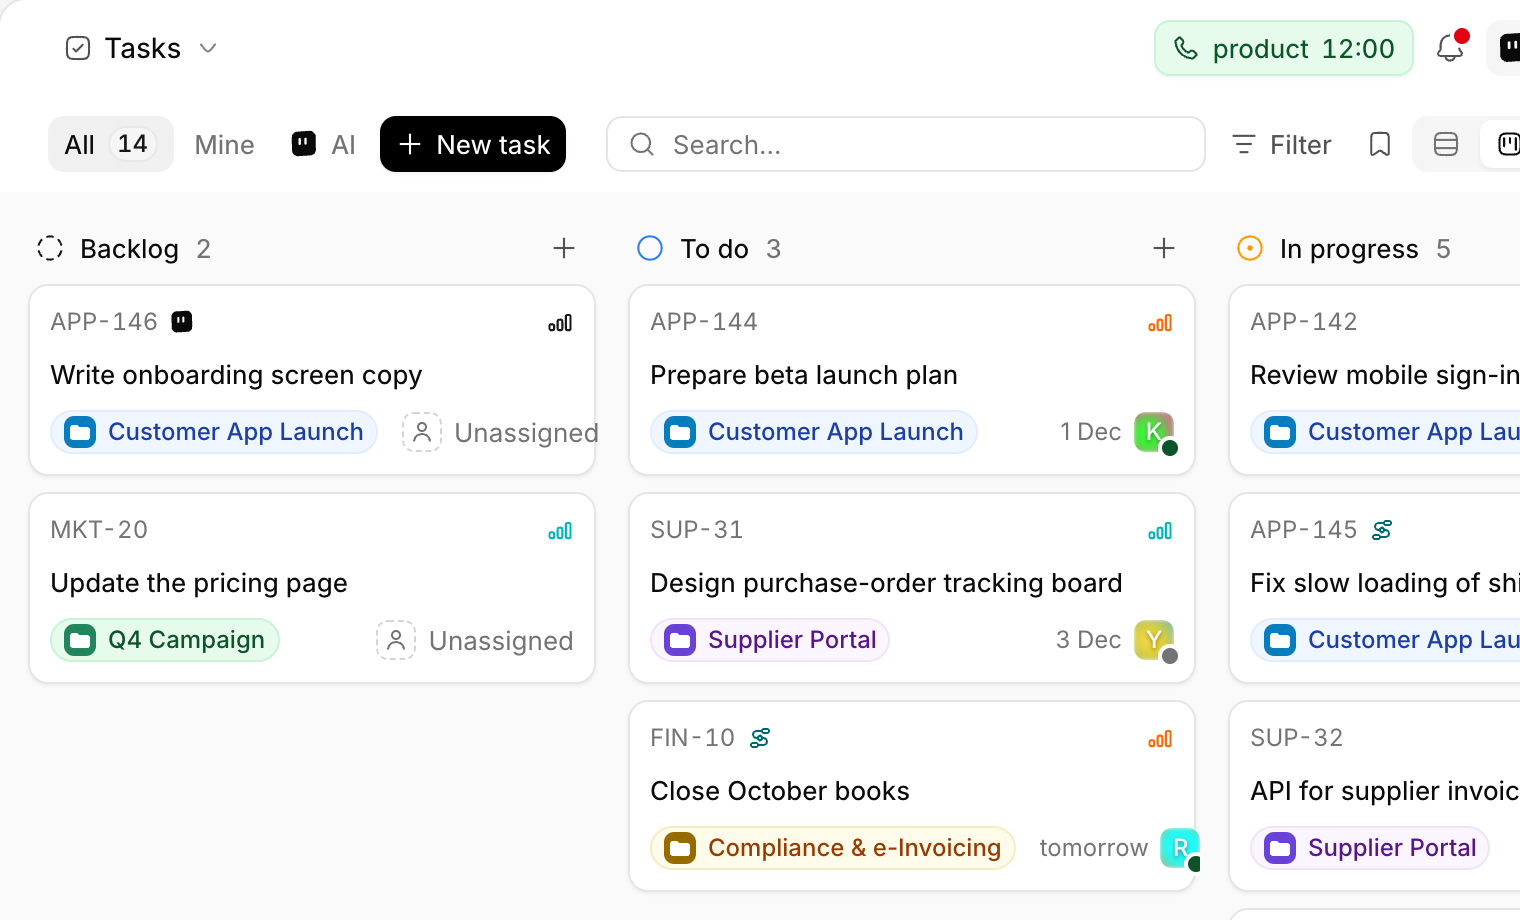 Tasks
product 12:00
All 14
Mine
AI
New task
Search...
Filter
Backlog 2
APP-146
Write onboarding screen copy
Customer App Launch
Unassigned
MKT-20
Update the pricing page
Q4 Campaign
Unassigned
To do 3
APP-144
Prepare beta launch plan
Customer App Launch
1 Dec
K
SUP-31
Design purchase-order tracking board
Supplier Portal
3 Dec
Y
FIN-10
Close October books
Compliance & e-Invoicing
tomorrow
R
In progress 5
APP-142
Review mobile sign-in
Customer App Lau
APP-145
Fix slow loading of shi
Customer App Lau
SUP-32
API for supplier invoic
Supplier Portal